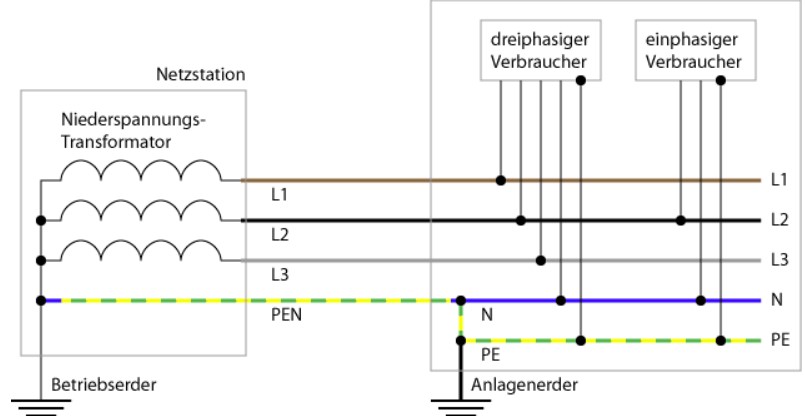 dreiphasiger
Verbraucher
einphasiger
Verbraucher
Netzstation
Niederspannungs-
Transformator
L1
L1
L2
L2
L3
L3
PEN
N
N
PE
PE
Betriebserder
Anlagenerder